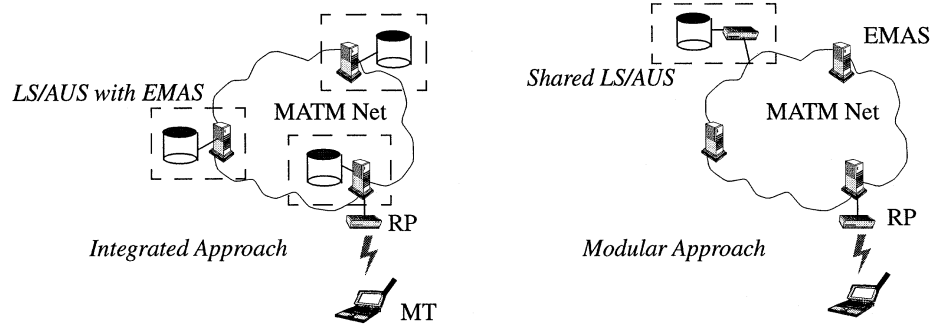 LS/AUS with EMAS
MATM Net
RP
Integrated Approach
MT
EMAS
Shared LS/AUS
MATM Net
RP
Modular Approach